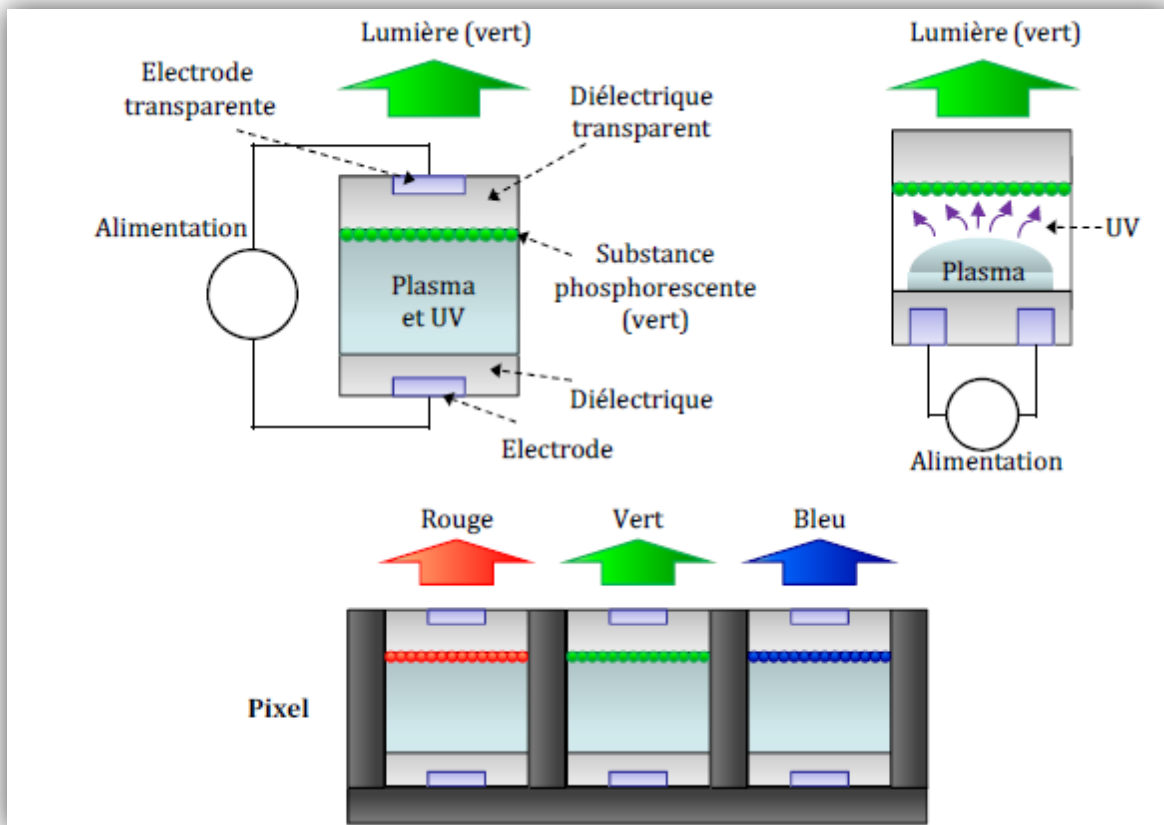 Lumière (vert)
Electrode
transparente
Diélectrique
transparent
Alimentation
Substance
phosphorescente
(vert)
Plasma
et UV
Diélectrique
Electrode
Lumière (vert)
UV
Plasma
Alimentation
Rouge
Vert
Bleu
Pixel